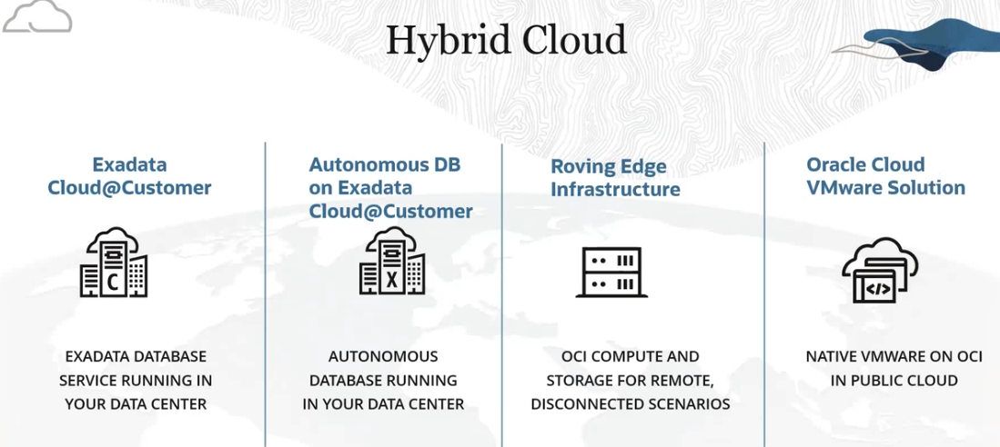 Hybrid Cloud
Exadata
Cloud@Customer
C
EXADATA DATABASE
SERVICE RUNNING IN
YOUR DATA CENTER
Autonomous DB
on Exadata
Cloud@Customer
X
AUTONOMOUS
DATABASE RUNNING
IN YOUR DATA CENTER
Roving Edge
Infrastructure
OCI COMPUTE AND
STORAGE FOR REMOTE,
DISCONNECTED SCENARIOS
Oracle Cloud
VMware Solution
</>
NATIVE VMWARE ON OCI
IN PUBLIC CLOUD